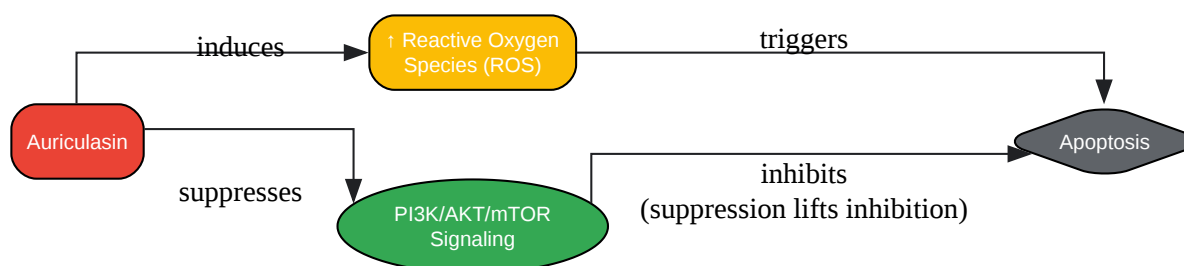 induces
↑ Reactive Oxygen
Species (ROS)
triggers
Auriculasin
Apoptosis
suppresses
PI3K/AKT/mTOR
Signaling
inhibits
(suppression lifts inhibition)